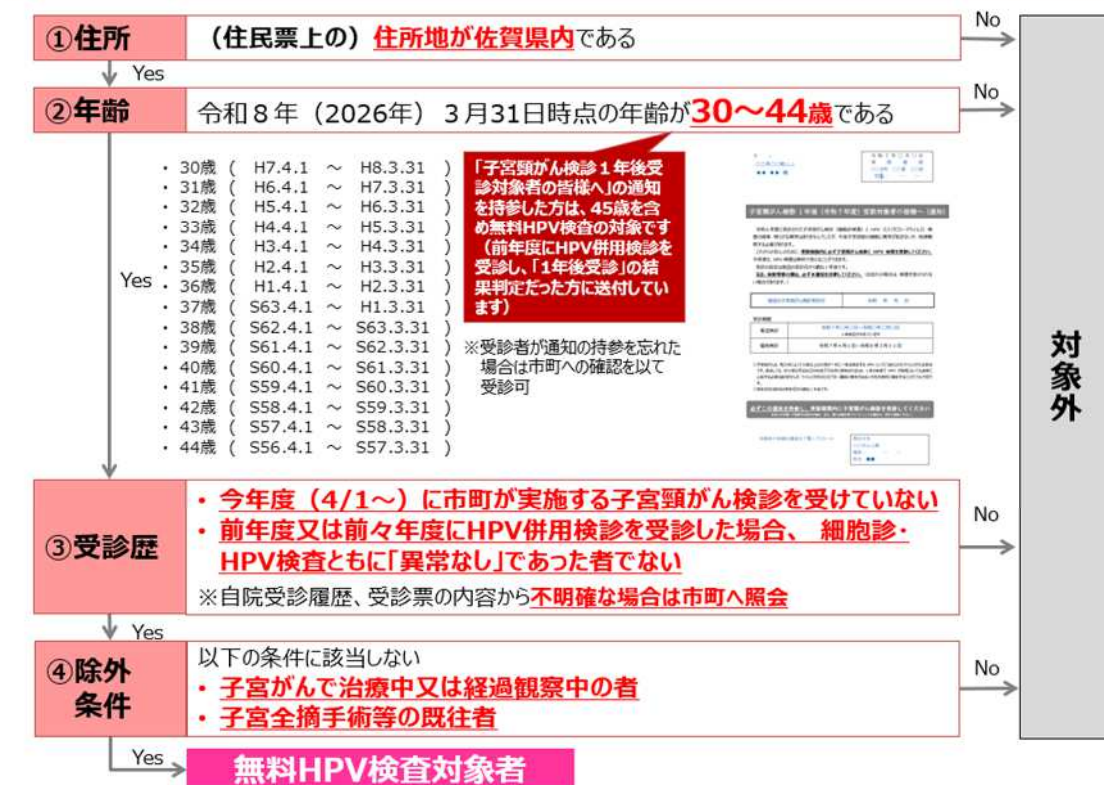 ①住所
(住民票上の) 住所地が佐賀県内である
No
Yes
②年齢
令和8年(2026年) 3月31日時点の年齢が30～44歳である
No
・ 30歳 ( H7.4.1 ～ H8.3.31 )
・ 31歳 ( H6.4.1 ～ H7.3.31 )
・ 32歳 ( H5.4.1 ～ H6.3.31 )
・ 33歳 ( H4.4.1 ～ H5.3.31 )
・ 34歳 ( H3.4.1 ～ H4.3.31 )
・ 35歳 ( H2.4.1 ～ H3.3.31 )
・ 36歳 ( H1.4.1 ～ H2.3.31 )
・ 37歳 ( S63.4.1 ～ H1.3.31 )
・ 38歳 ( S62.4.1 ～ S63.3.31 )
・ 39歳 ( S61.4.1 ～ S62.3.31 )
・ 40歳 ( S60.4.1 ～ S61.3.31 )
・ 41歳 ( S59.4.1 ～ S60.3.31 )
・ 42歳 ( S58.4.1 ～ S59.3.31 )
・ 43歳 ( S57.4.1 ～ S58.3.31 )
・ 44歳 ( S56.4.1 ～ S57.3.31 )
Yes
「子宮頸がん検診1年後受
診対象者の皆様へ」の通知
を持参した方は、45歳を含
め無料HPV検査の対象です
(前年度にHPV併用検診を
受診し、「1年後受診」の結
果判定だった方に送付してい
ます)
※受診者が通知の持参を忘れた
場合は市町への確認を以て
受診可
③受診歴
・ 今年度(4/1～)に市町が実施する子宮頸がん検診を受けていない
・ 前年度又は前々年度にHPV併用検診を受診した場合、 細胞診・
HPV検査ともに「異常なし」であった者でない
※自院受診履歴、受診票の内容から不明確な場合は市町へ照会
No
Yes
④除外
条件
以下の条件に該当しない
・ 子宮がんで治療中又は経過観察中の者
・ 子宮全摘手術等の既往者
No
Yes
無料HPV検査対象者
対象外